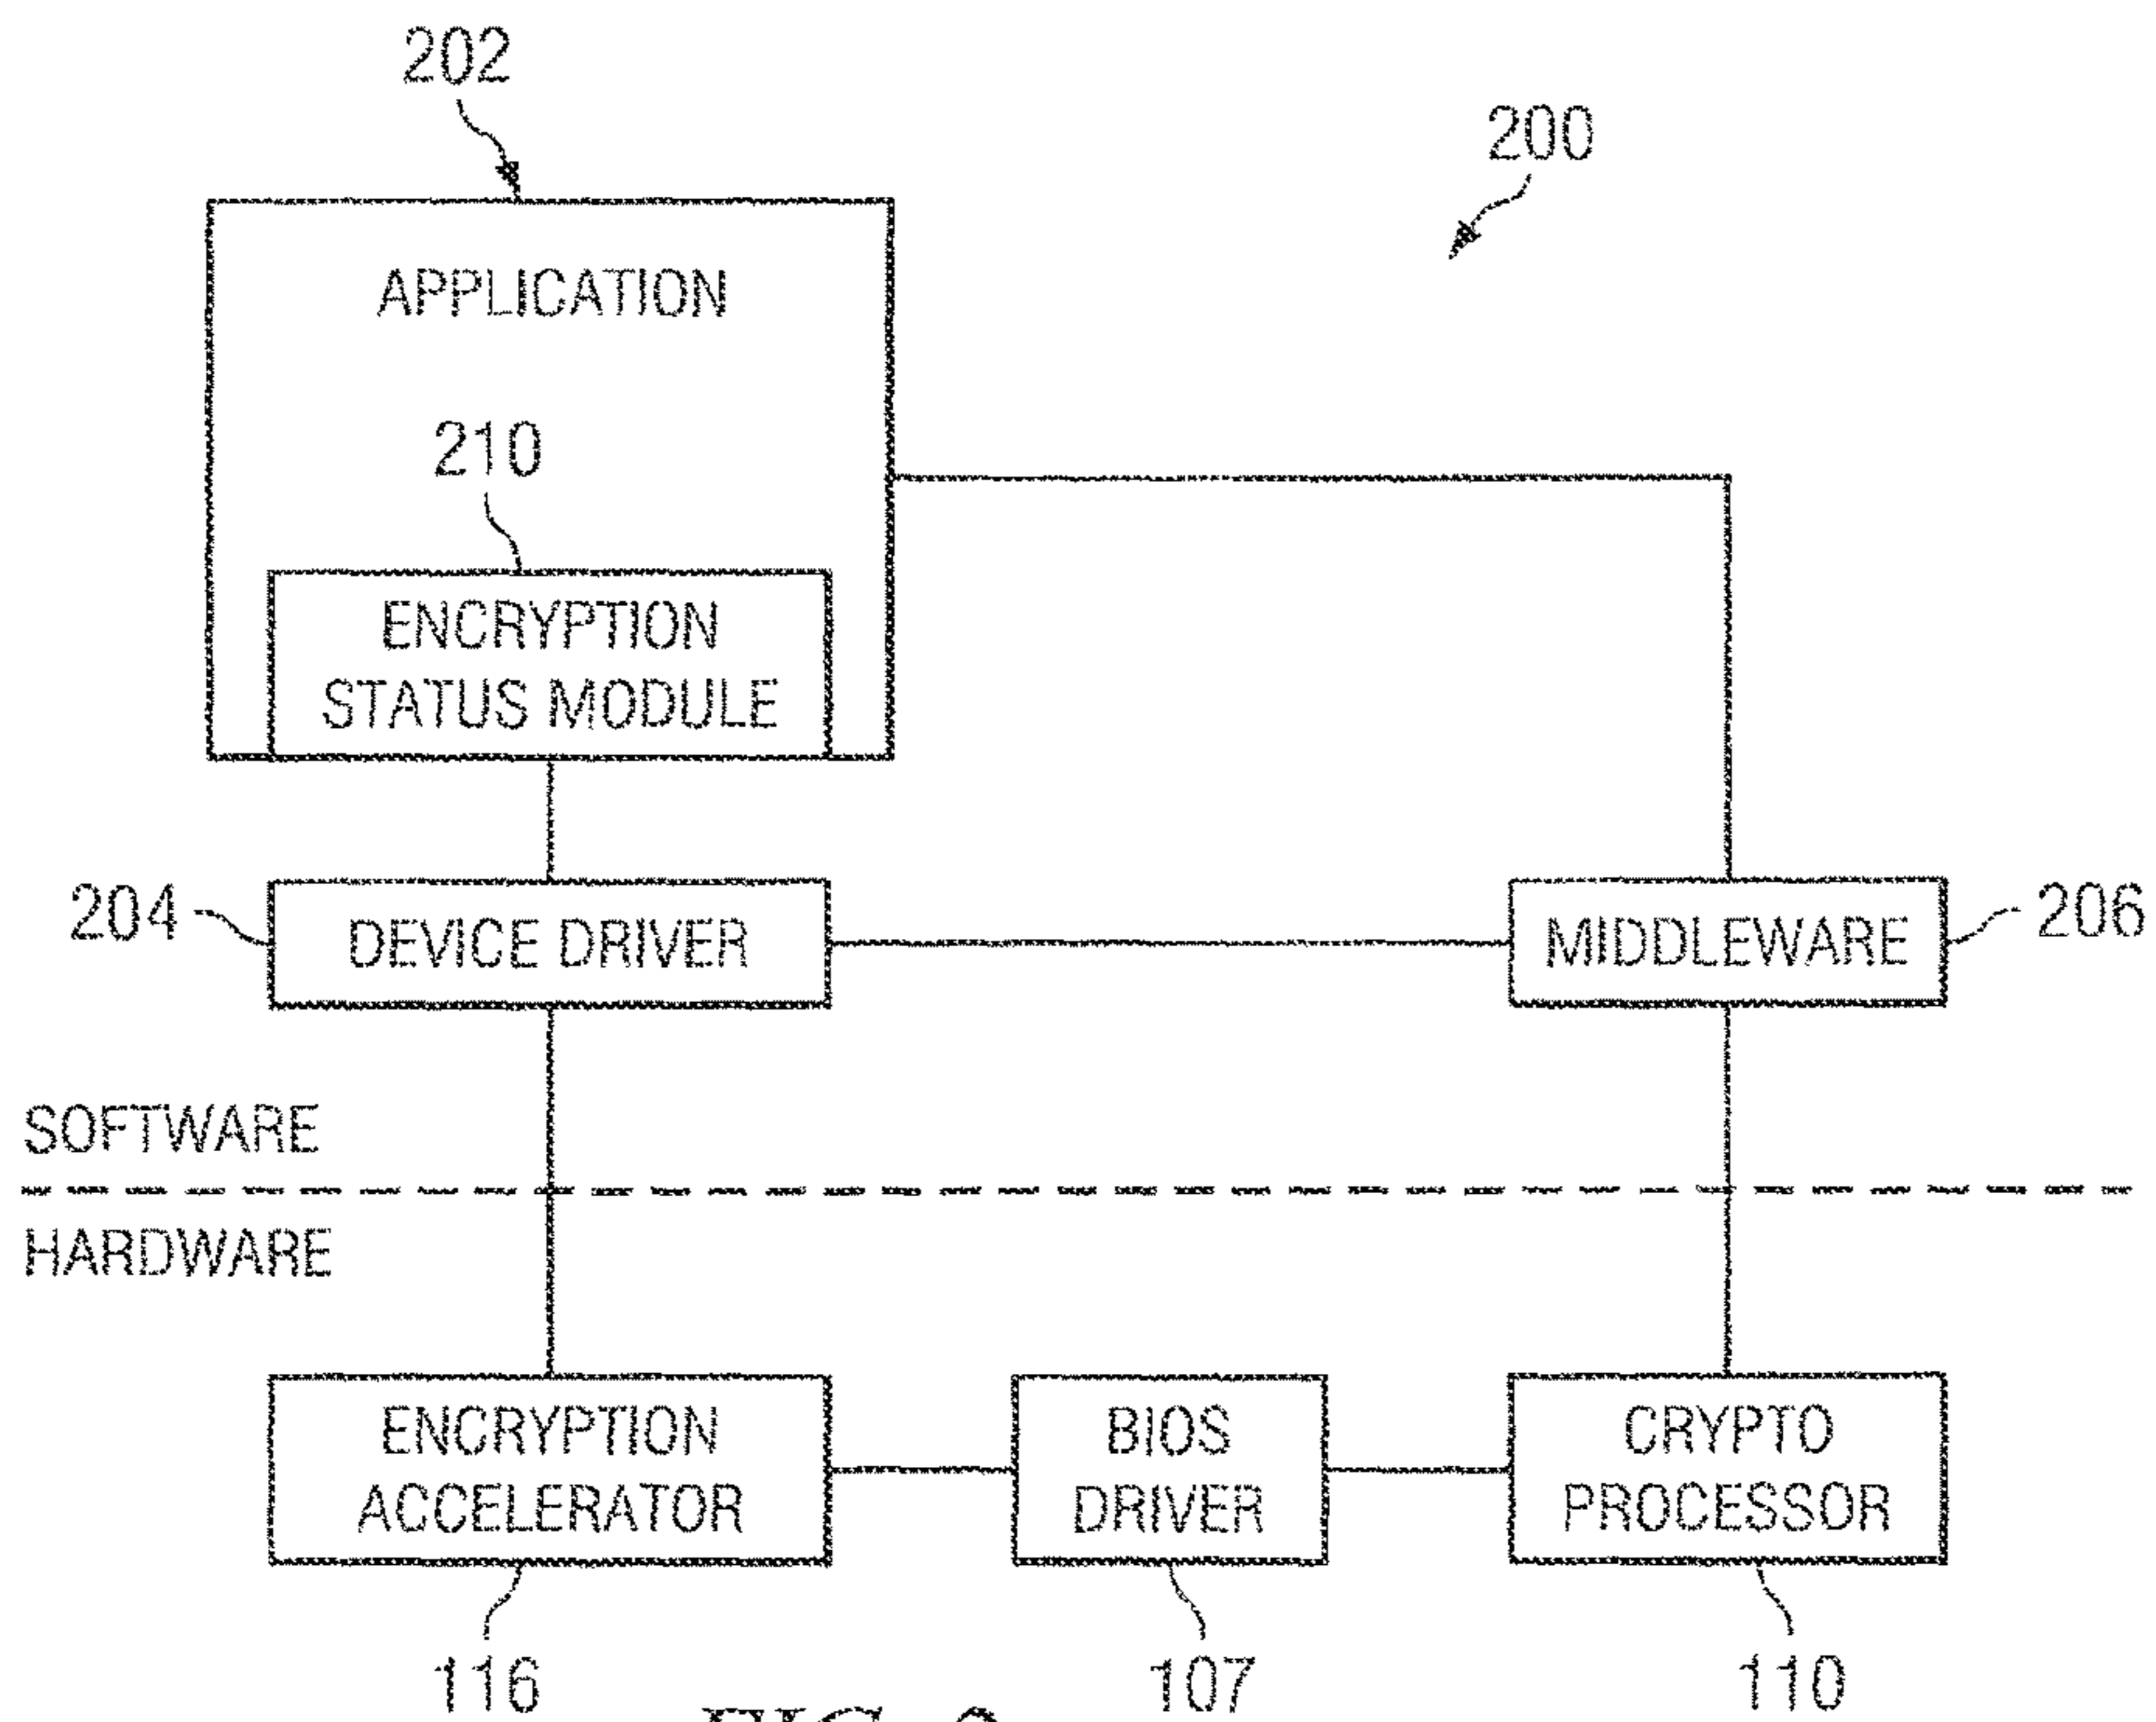 202
200
APPLICATION
210
ENCRYPTION
STATUS MODULE
204
DEVICE DRIVER
MIDDLEWARE
206
SOFTWARE
HARDWARE
ENCRYPTION
ACCELERATOR
BIOS
DRIVER
CRYPTO
PROCESSOR
116
107
110